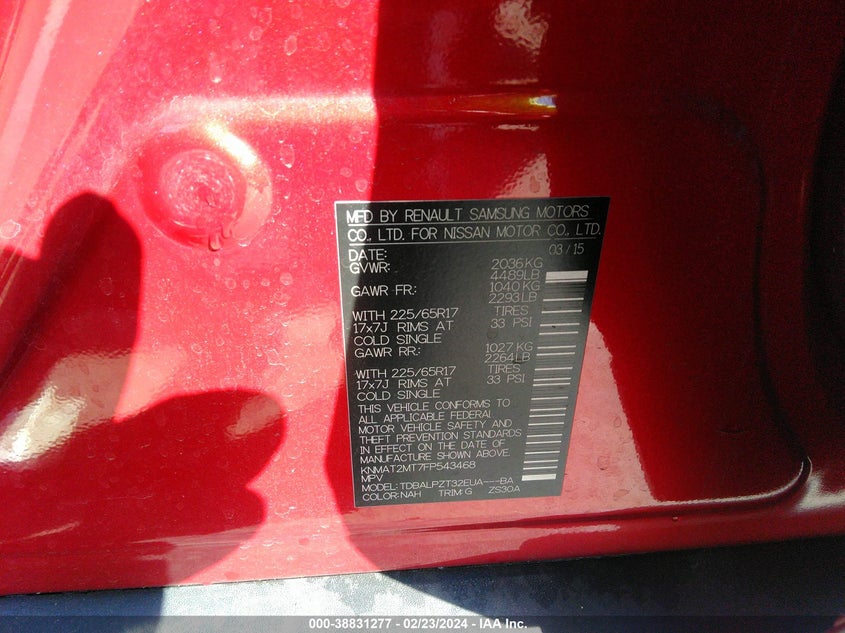 MFD BY RENAULT SAMSUNG MOTORS
CO., LTD. FOR NISSAN MOTOR CO., LTD.
DATE: 03/15
GVWR: 2036KG
4489LB
GAWR FR: 1040KG
2293LB
WITH 225/65R17 TIRES
17x7J RIMS AT 33 PSI
COLD SINGLE
GAWR RR: 1027KG
2264LB
WITH 225/65R17 TIRES
17x7J RIMS AT 33 PSI
COLD SINGLE
THIS VEHICLE CONFORMS TO
ALL APPLICABLE FEDERAL
MOTOR VEHICLE SAFETY AND
THEFT PREVENTION STANDARDS
IN EFFECT ON THE DATE OF
MANUFACTURE SHOWN ABOVE.
KNMAT2MT7FP543468
MPV
MODEL: TDBALPZT32EUA---BA
COLOR: NAH TRIM: G ZS30A
000-38831277 - 02/23/2024 - IAA Inc.